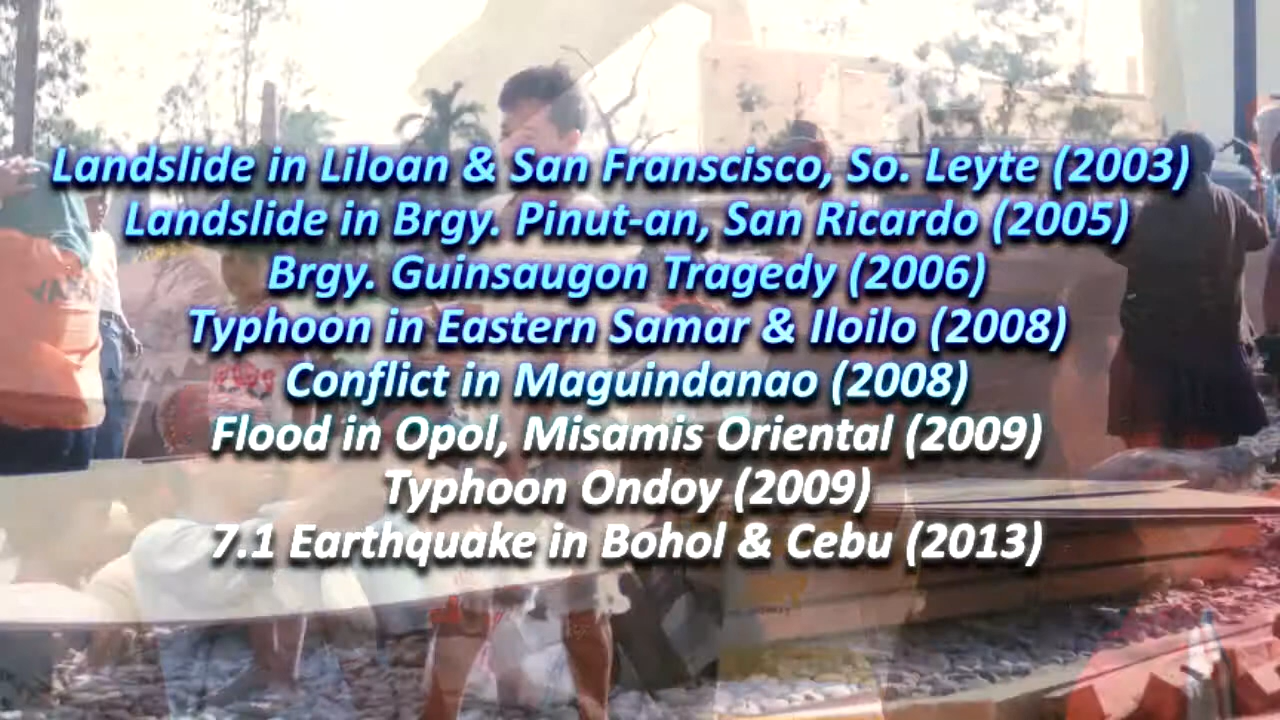 Landslide in Liloan & San Franscisco, So. Leyte (2003)
Landslide in Brgy. Pinut-an, San Ricardo (2005)
Brgy. Guinsaugon Tragedy (2006)
Typhoon in Eastern Samar & Iloilo (2008)
Conflict in Maguindanao (2008)
Flood in Opol, Misamis Oriental (2009)
Typhoon Ondoy (2009)
7.1 Earthquake in Bohol & Cebu (2013)